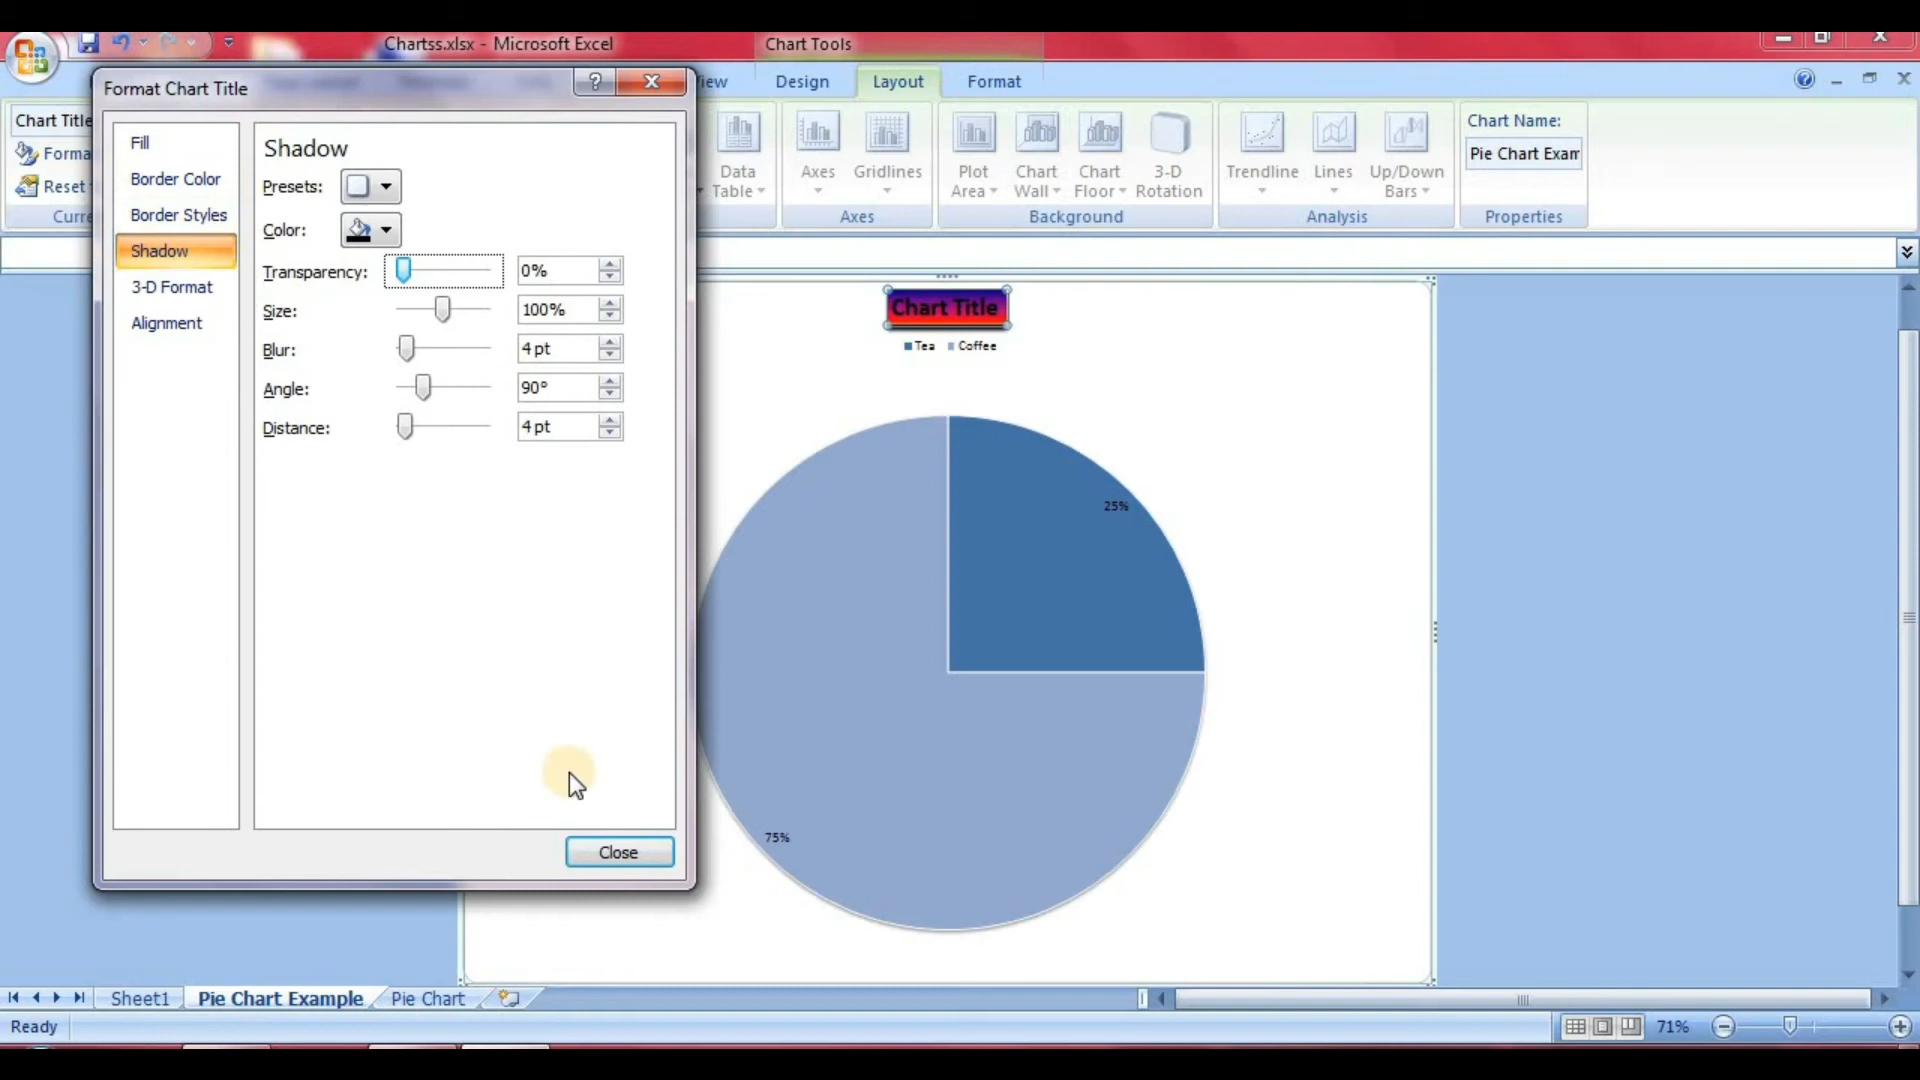 Chartss.xlsx - Microsoft Excel
Chart Tools
Format Chart Title
?
Design
Layout
Format
Chart Title
Forma
Reset
Curre
Fill
Border Color
Border Styles
Shadow
3-D Format
Alignment
Shadow
Presets:
Color:
Transparency:
0%
Size:
100%
Blur:
4 pt
Angle:
90°
Distance:
4 pt
Close
Data
Table
Axes
Gridlines
Axes
Plot
Area
Chart
Wall
Chart
Floor
3-D
Rotation
Background
Trendline
Lines
Up/Down
Bars
Analysis
Chart Name:
Pie Chart Exam
Properties
Chart Title
Tea
Coffee
25%
75%
Sheet1
Pie Chart Example
Pie Chart
Ready
71%